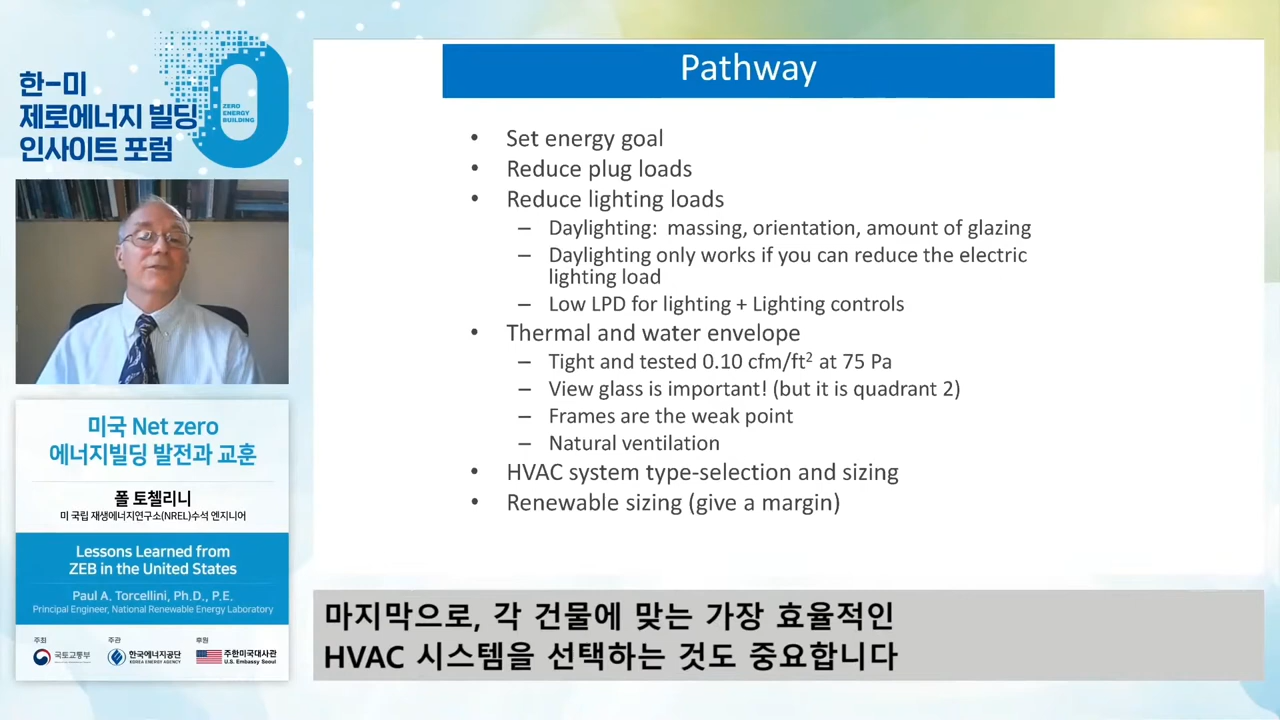 한-미
제로에너지 빌딩
인사이트 포럼
ZERO
ENERGY
BUILDING
미국 Net zero
에너지빌딩 발전과 교훈
폴 토첼리니
미 국립 재생에너지연구소(NREL)수석 엔지니어
Lessons Learned from
ZEB in the United States
Paul A. Torcellini, Ph.D., P.E.
Principal Engineer, National Renewable Energy Laboratory
주최
국토교통부
주관
한국에너지공단
KOREA ENERGY AGENCY
후원
주한미국대사관
U.S. Embassy Seoul
Pathway
• Set energy goal
• Reduce plug loads
• Reduce lighting loads
– Daylighting: massing, orientation, amount of glazing
– Daylighting only works if you can reduce the electric
lighting load
– Low LPD for lighting + Lighting controls
• Thermal and water envelope
– Tight and tested 0.10 cfm/ft² at 75 Pa
– View glass is important! (but it is quadrant 2)
– Frames are the weak point
– Natural ventilation
• HVAC system type-selection and sizing
• Renewable sizing (give a margin)
마지막으로, 각 건물에 맞는 가장 효율적인
HVAC 시스템을 선택하는 것도 중요합니다